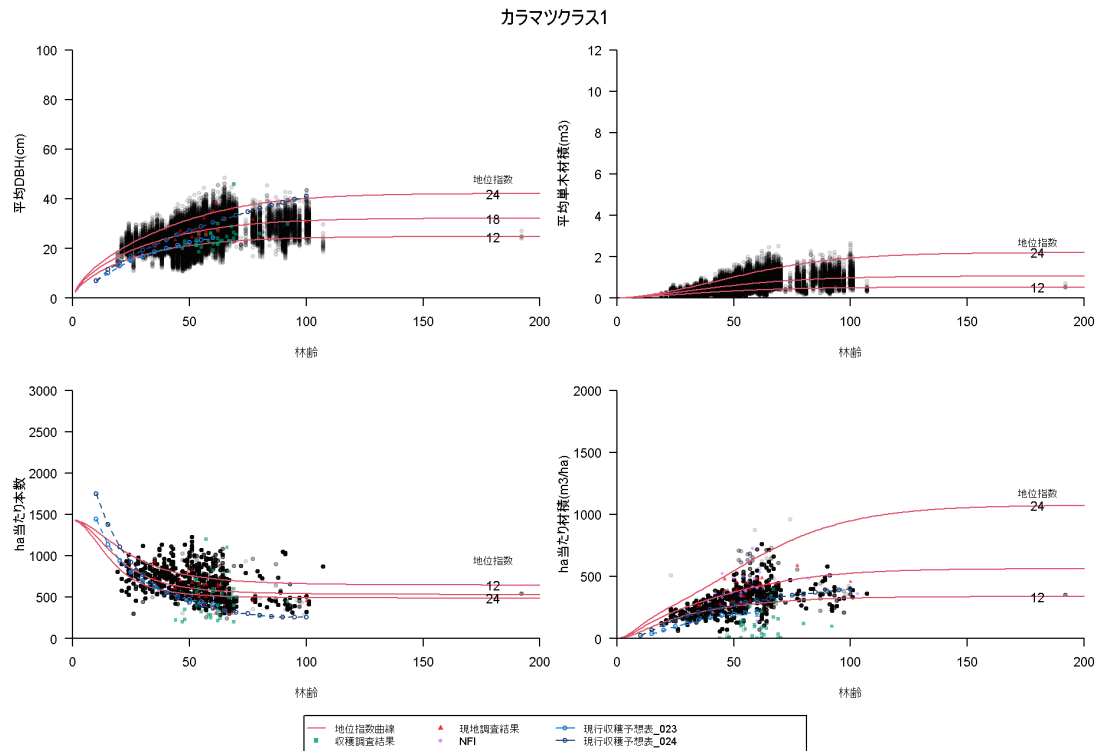 カラマツクラス1
平均DBH(cm)
100
80
60
40
20
0
地位指数
24
18
12
0 50 100 150 200
林齢
平均単木材積(m3)
12
10
8
6
4
2
0
地位指数
24
12
0 50 100 150 200
林齢
ha当たり本数
3000
2500
2000
1500
1000
500
0
地位指数
12
24
0 50 100 150 200
林齢
ha当たり材積(m3/ha)
2000
1500
1000
500
0
地位指数
24
12
0 50 100 150 200
林齢
地位指数曲線 現地調査結果 現行収穫予想表_023
収穫調査結果 NFI 現行収穫予想表_024